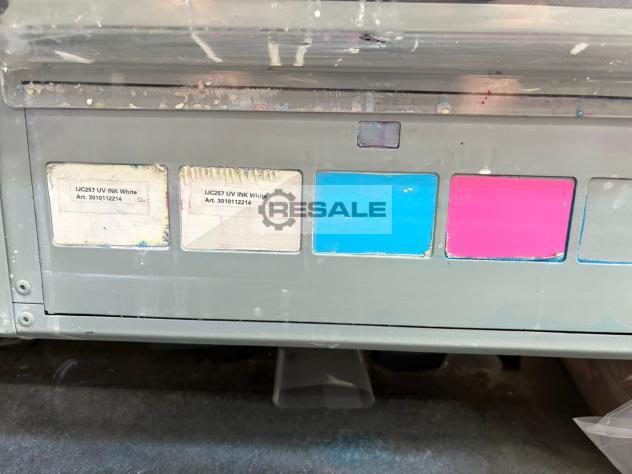 IJC257 UV INK White
Art. 3010112214
IJC257 UV INK White
Art. 3010112214
RESALE